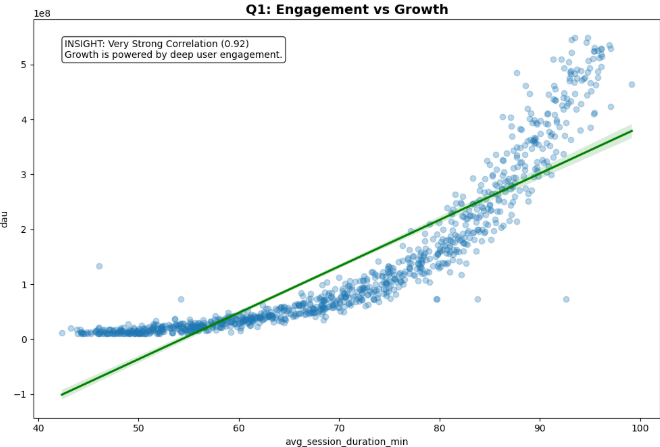 Q1: Engagement vs Growth
1e8
INSIGHT: Very Strong Correlation (0.92)
Growth is powered by deep user engagement.
5
4
3
2
1
0
−1
dau
40 50 60 70 80 90 100
avg_session_duration_min